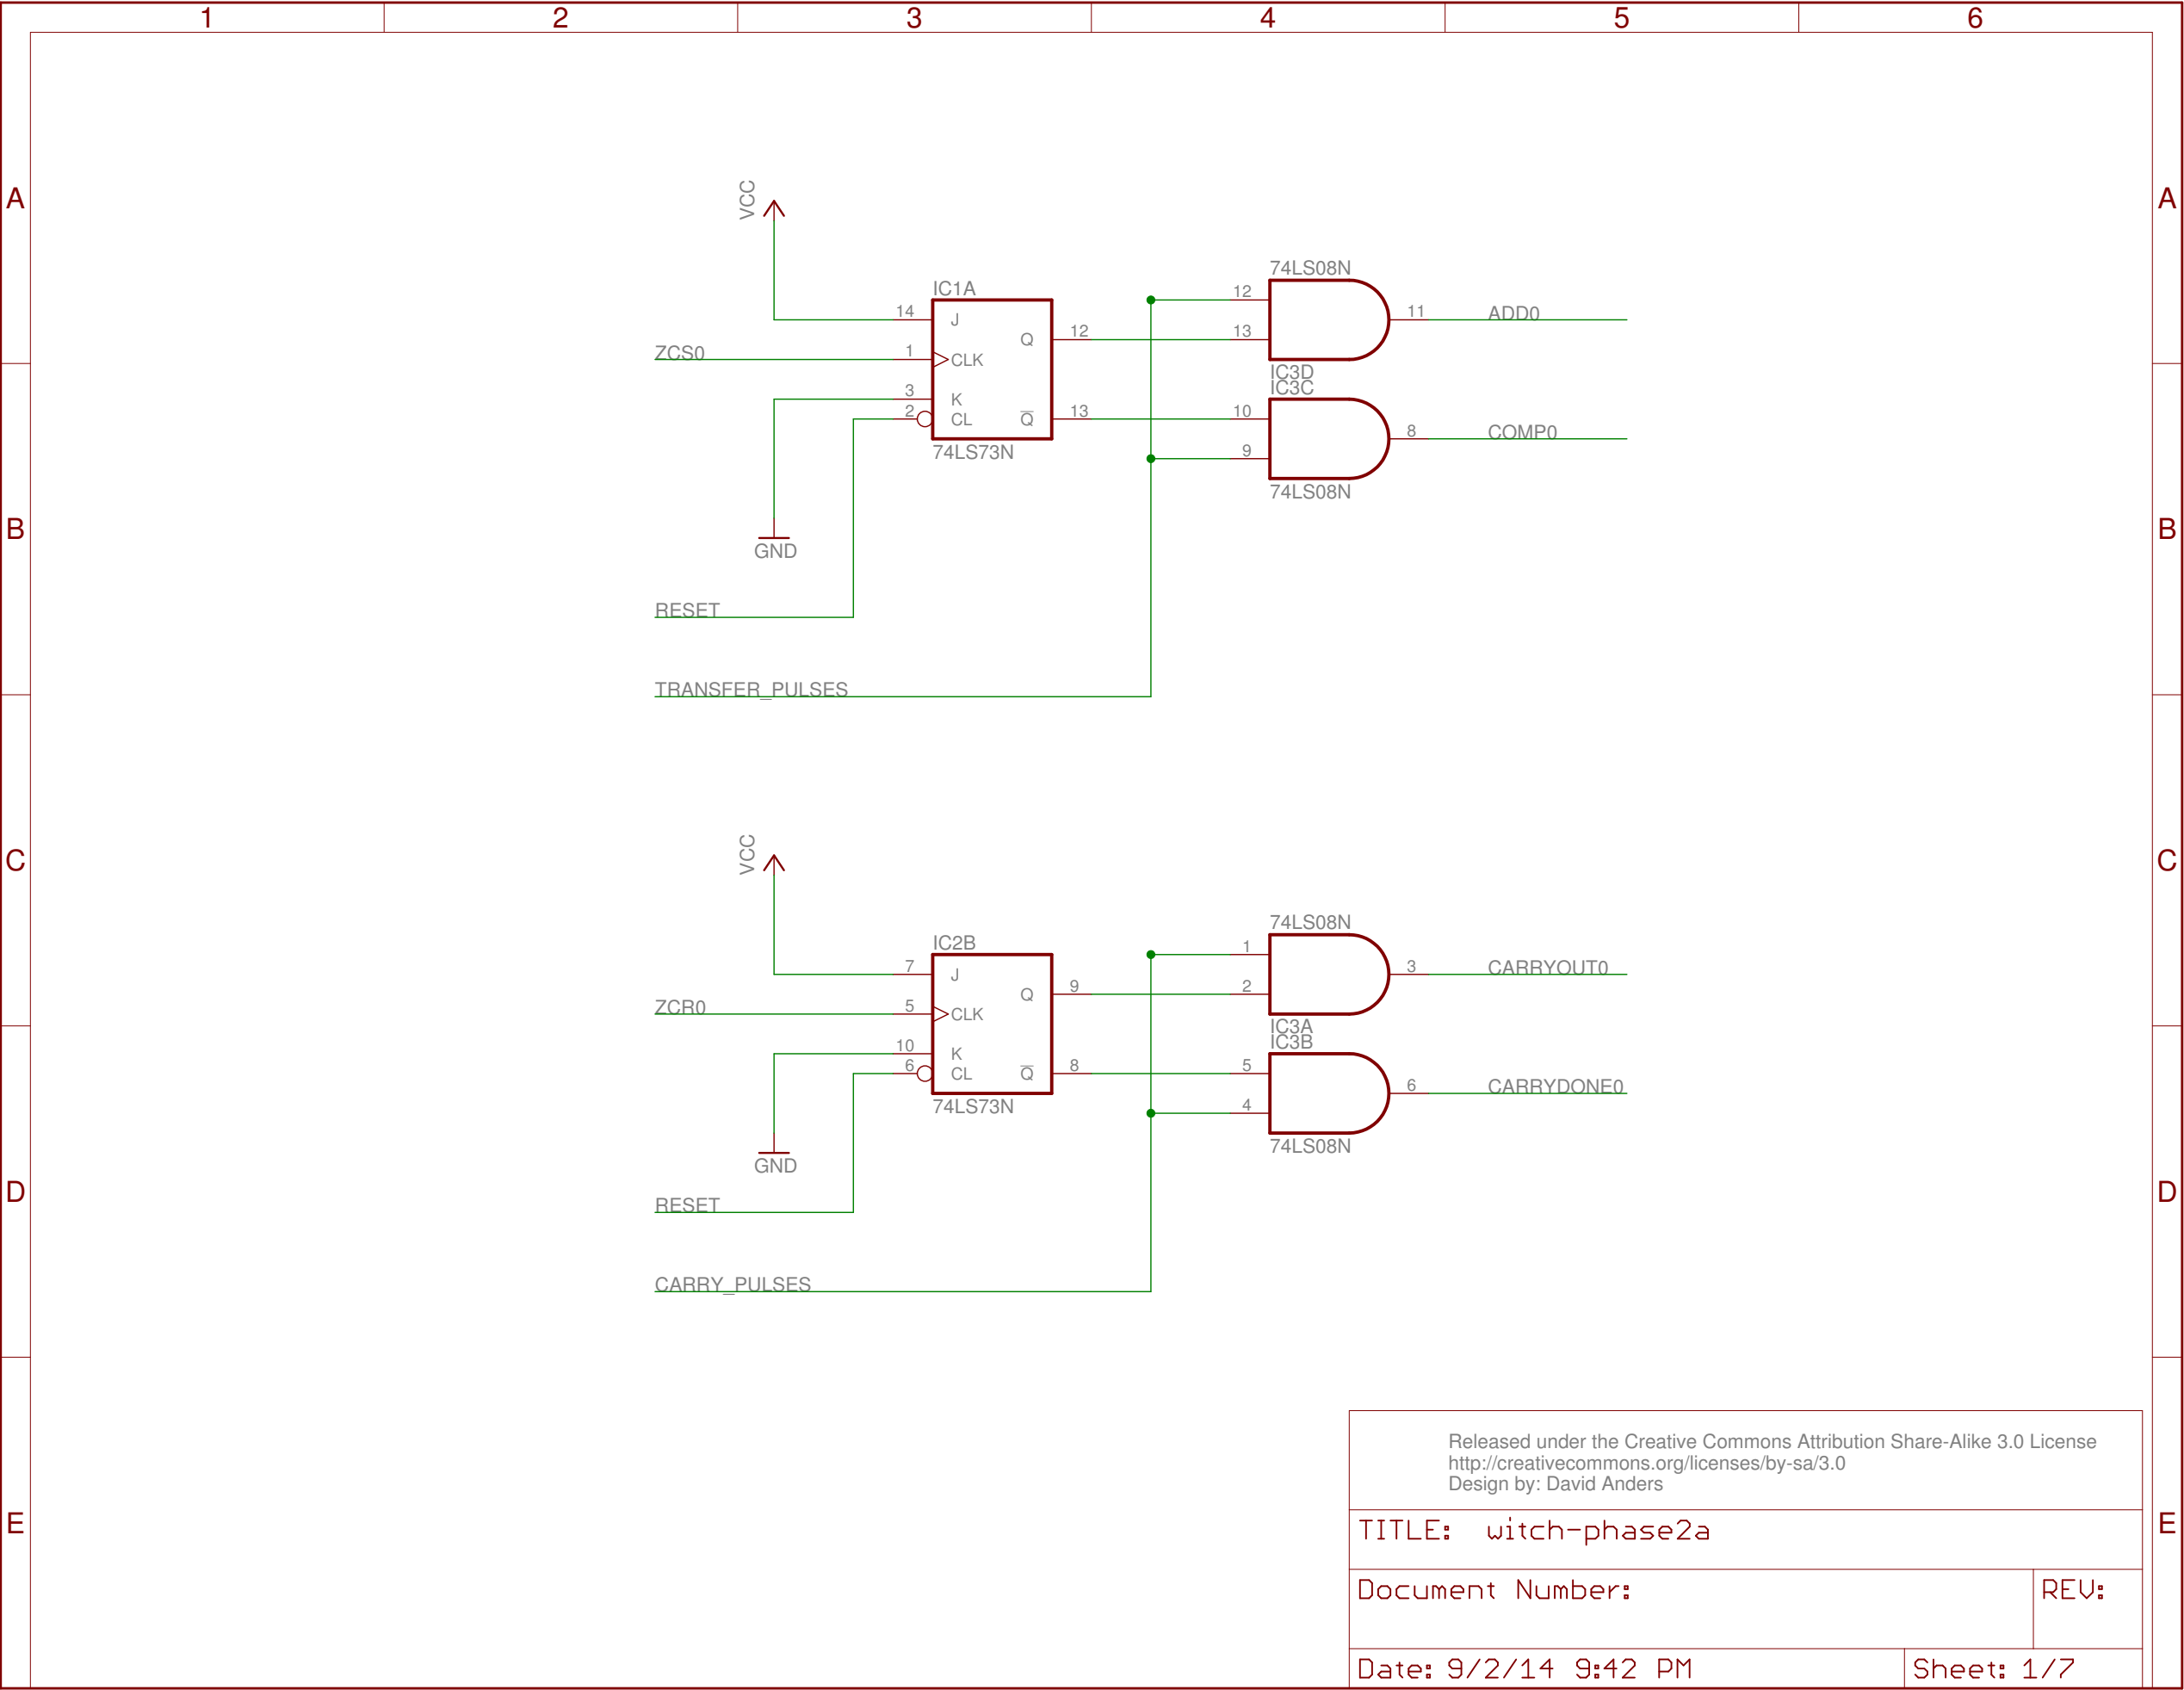 1 2 3 4 5 6
A A
VCC
74LS08N
IC1A
14 J
12
11 ADD0
Q 12
13
ZCS0 1 CLK
IC3D
IC3C
3 K
2 CL
Q 13
10
8 COMP0
74LS73N
9
74LS08N
B B
GND
RESET
TRANSFER_PULSES
VCC
C C
74LS08N
IC2B
1
7 J
3 CARRYOUT0
Q 9
2
ZCR0 5 CLK
IC3A
IC3B
10 K
6 CL
Q 8
5
6 CARRYDONE0
74LS73N
4
74LS08N
GND
D D
RESET
CARRY_PULSES
Released under the Creative Commons Attribution Share-Alike 3.0 License
http://creativecommons.org/licenses/by-sa/3.0
Design by: David Anders
E E
TITLE: witch-phase2a
Document Number: REV:
Date: 9/2/14 9:42 PM Sheet: 1/7